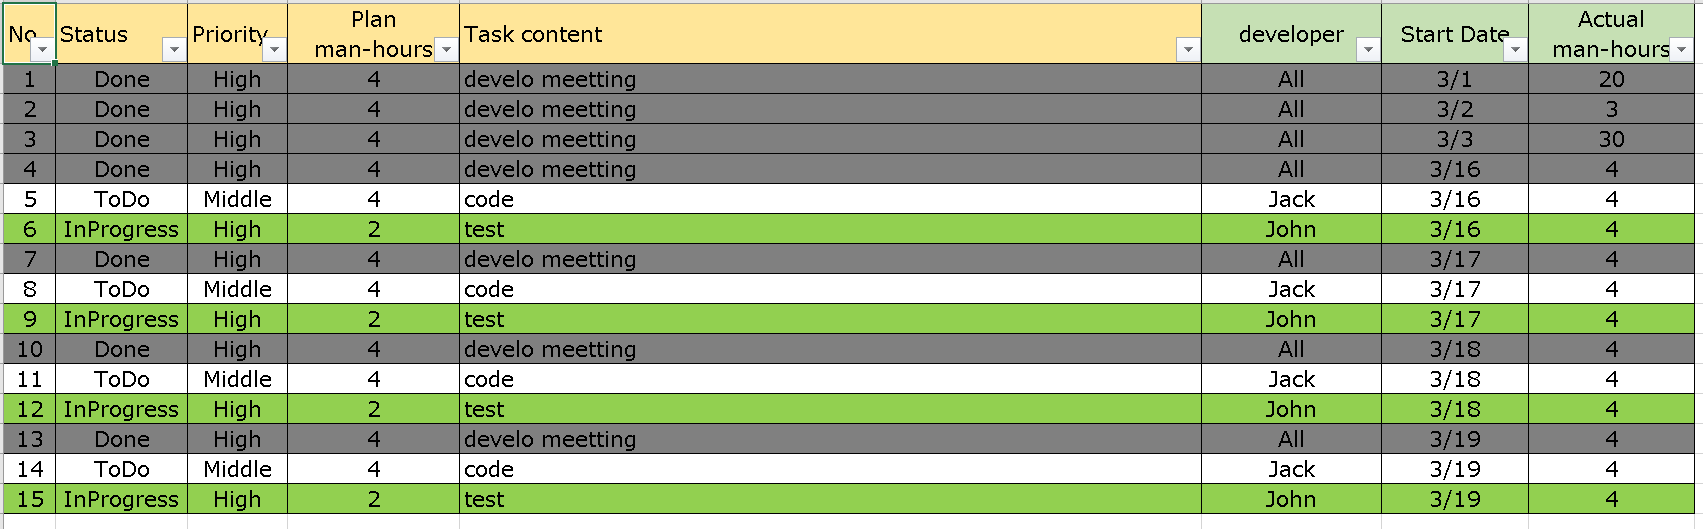 No Status Priority Plan man-hours Task content developer Start Date Actual man-hours
1 Done High 4 develo meetting All 3/1 20
2 Done High 4 develo meetting All 3/2 3
3 Done High 4 develo meetting All 3/3 30
4 Done High 4 develo meetting All 3/16 4
5 ToDo Middle 4 code Jack 3/16 4
6 InProgress High 2 test John 3/16 4
7 Done High 4 develo meetting All 3/17 4
8 ToDo Middle 4 code Jack 3/17 4
9 InProgress High 2 test John 3/17 4
10 Done High 4 develo meetting All 3/18 4
11 ToDo Middle 4 code Jack 3/18 4
12 InProgress High 2 test John 3/18 4
13 Done High 4 develo meetting All 3/19 4
14 ToDo Middle 4 code Jack 3/19 4
15 InProgress High 2 test John 3/19 4